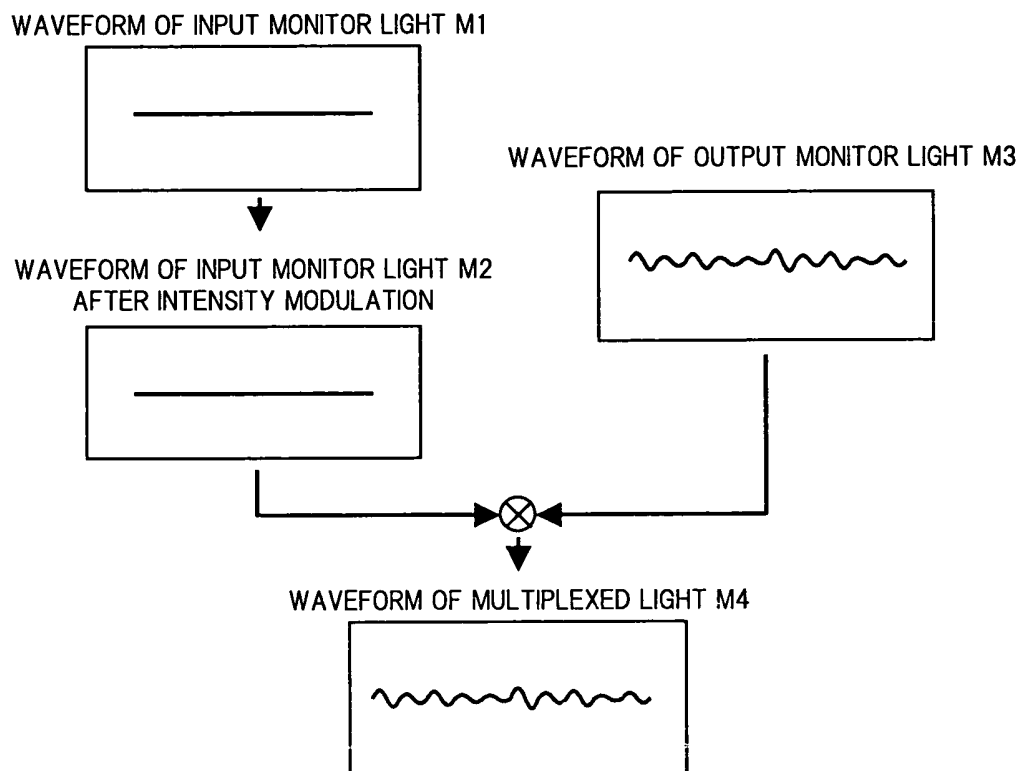 WAVEFORM OF INPUT MONITOR LIGHT M1
WAVEFORM OF OUTPUT MONITOR LIGHT M3
WAVEFORM OF INPUT MONITOR LIGHT M2
AFTER INTENSITY MODULATION
WAVEFORM OF MULTIPLEXED LIGHT M4